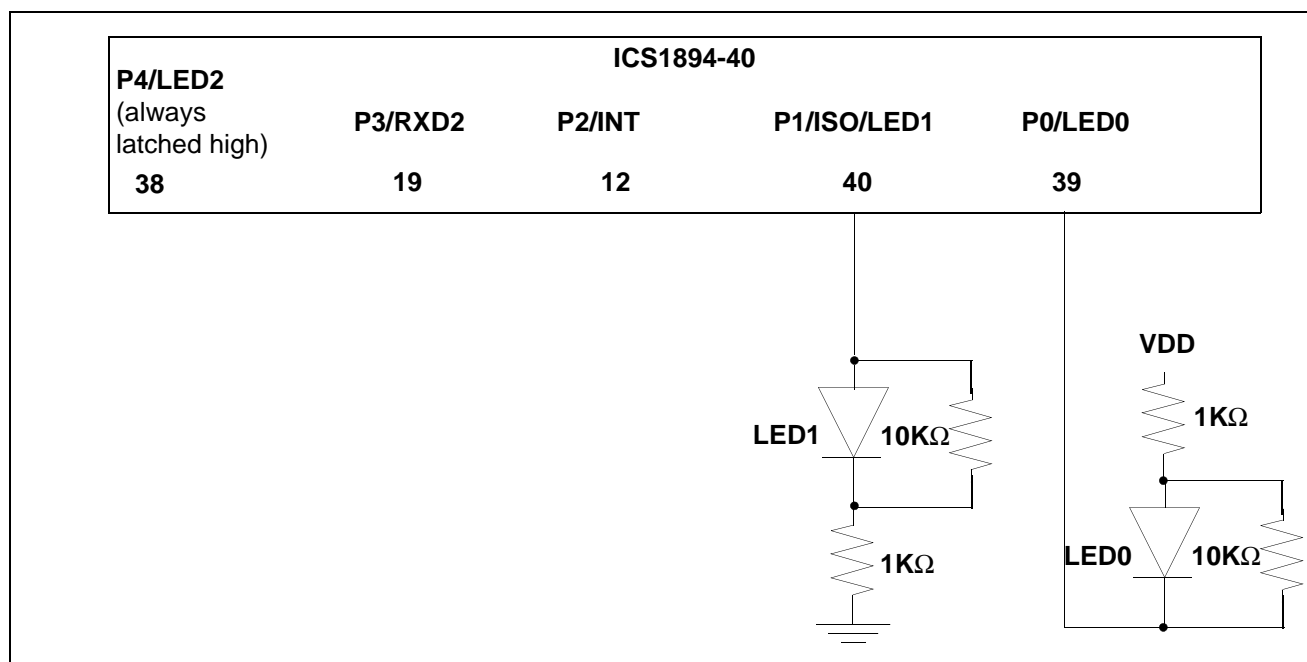 ICS1894-40
P4/LED2
(always
latched high)
P3/RXD2
P2/INT
P1/ISO/LED1
P0/LED0
38
19
12
40
39
VDD
1KΩ
LED1
10KΩ
LED0
10KΩ
1KΩ